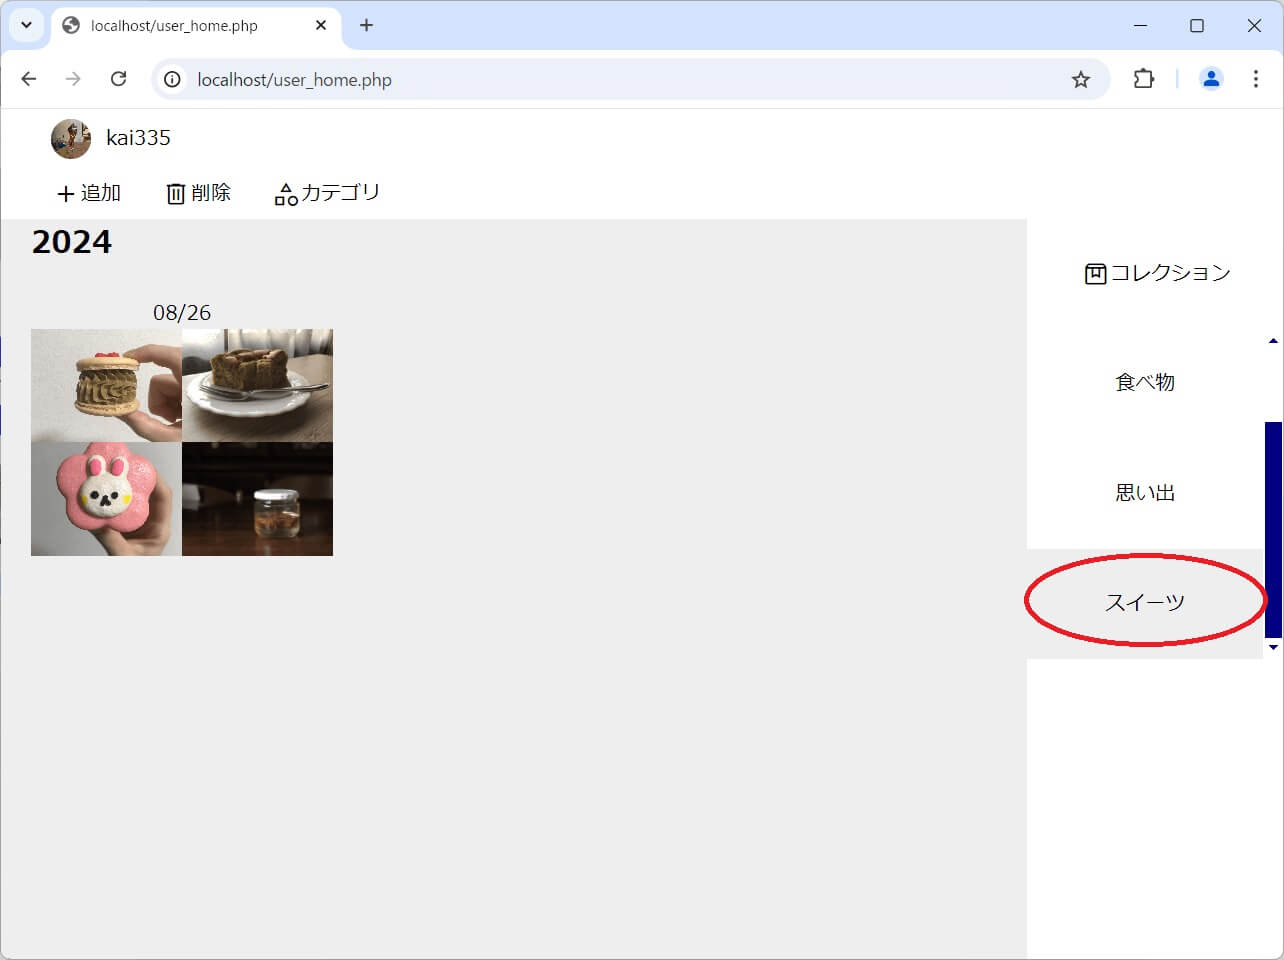 localhost/user_home.php
localhost/user_home.php
kai335
追加 削除 カテゴリ
2024
コレクション
08/26
食べ物
思い出
スイーツ